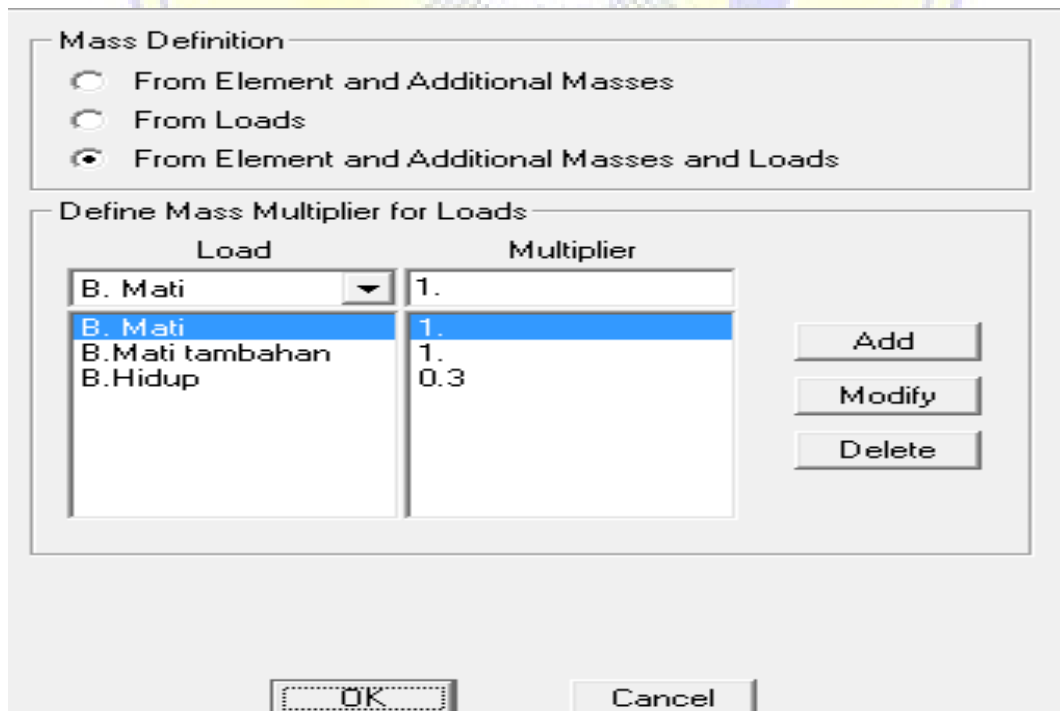 Mass Definition
From Element and Additional Masses
From Loads
From Element and Additional Masses and Loads
Define Mass Multiplier for Loads
Load Multiplier
B. Mati 1.
B. Mati 1.
B.Mati tambahan 1.
B.Hidup 0.3
Add
Modify
Delete
OK Cancel